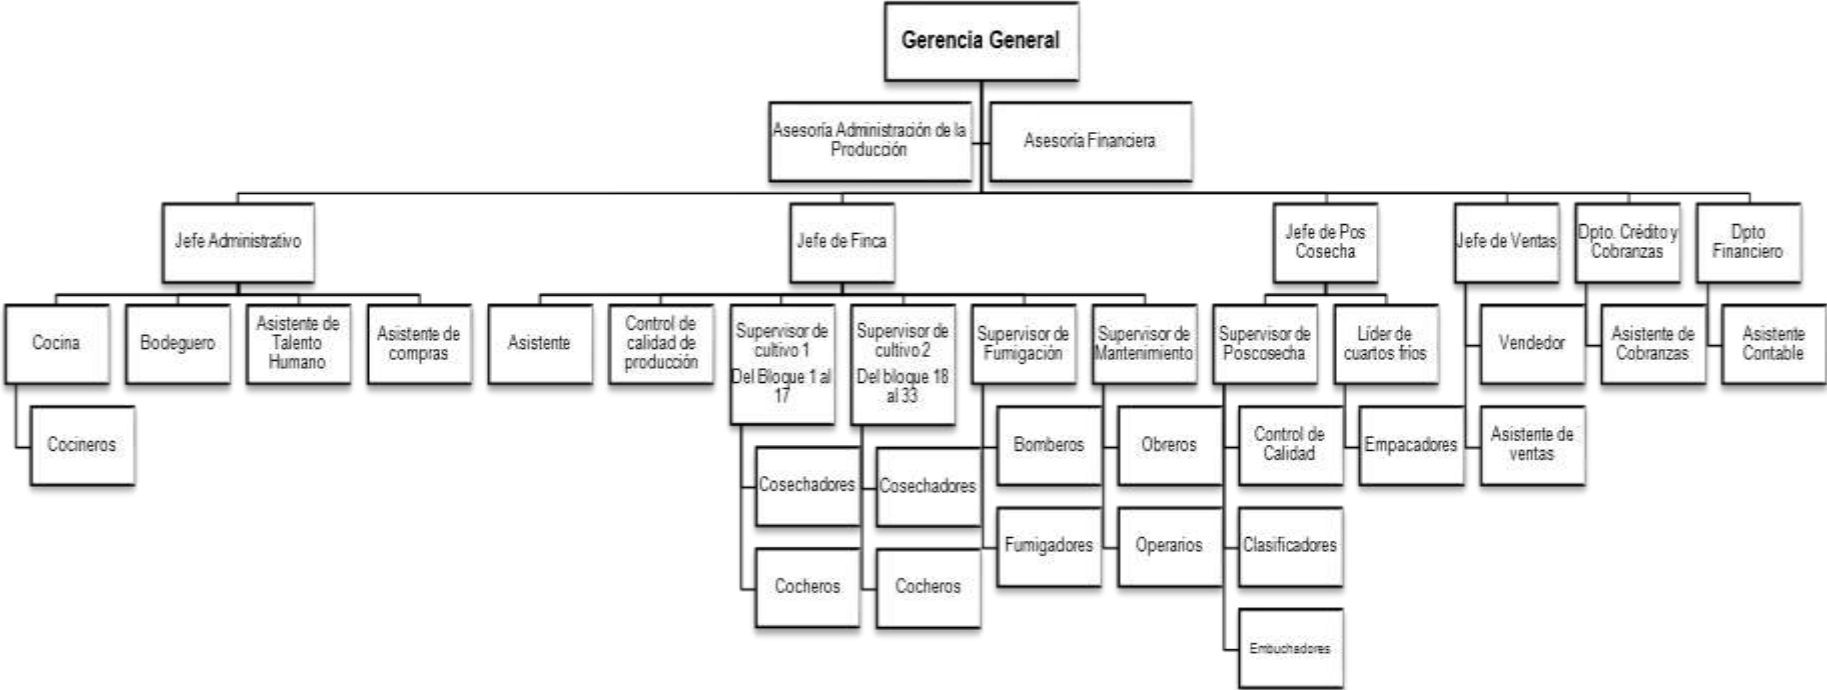 Gerencia General
Asesoría Administración de la
Producción
Asesoría Financiera
Jefe Administrativo
Jefe de Finca
Jefe de Pos
Cosecha
Jefe de Ventas
Dpto. Crédito y
Cobranzas
Dpto
Financiero
Cocina
Bodeguero
Asistente de
Talento
Humano
Asistente de
compras
Asistente
Control de
calidad de
producción
Supervisor de
cultivo 1
Del Bloque 1 al
17
Supervisor de
cultivo 2
Del bloque 18
al 33
Supervisor de
Fumigación
Supervisor de
Mantenimiento
Supervisor de
Poscosecha
Líder de
cuartos fríos
Vendedor
Asistente de
Cobranzas
Asistente
Contable
Cocineros
Cosechadores
Cocheros
Cosechadores
Cocheros
Bomberos
Fumigadores
Obreros
Operarios
Control de
Calidad
Clasificadores
Embuchadores
Empacadores
Asistente de
ventas